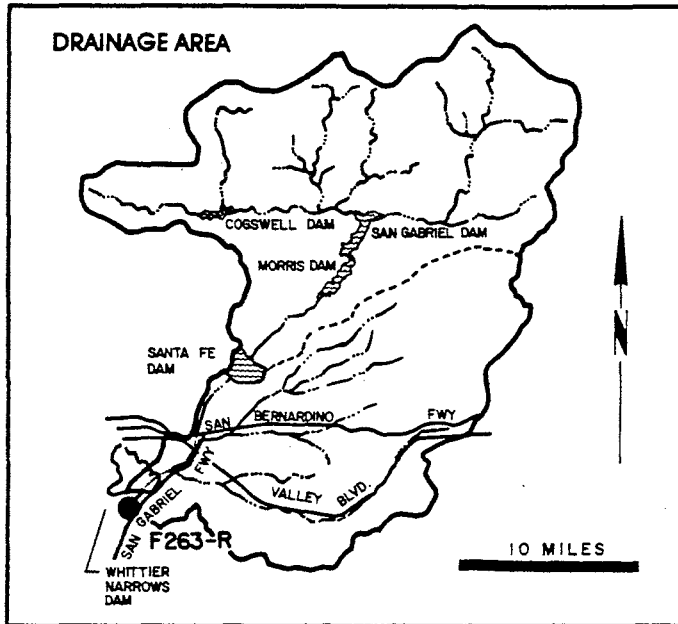 DRAINAGE AREA
COGSWELL DAM
SAN GABRIEL DAM
MORRIS DAM
SANTA FE
DAM
SAN BERNARDINO FWY
VALLEY BLVD.
SAN GABRIEL FWY
F263-R
WHITTIER
NARROWS
DAM
N
10 MILES